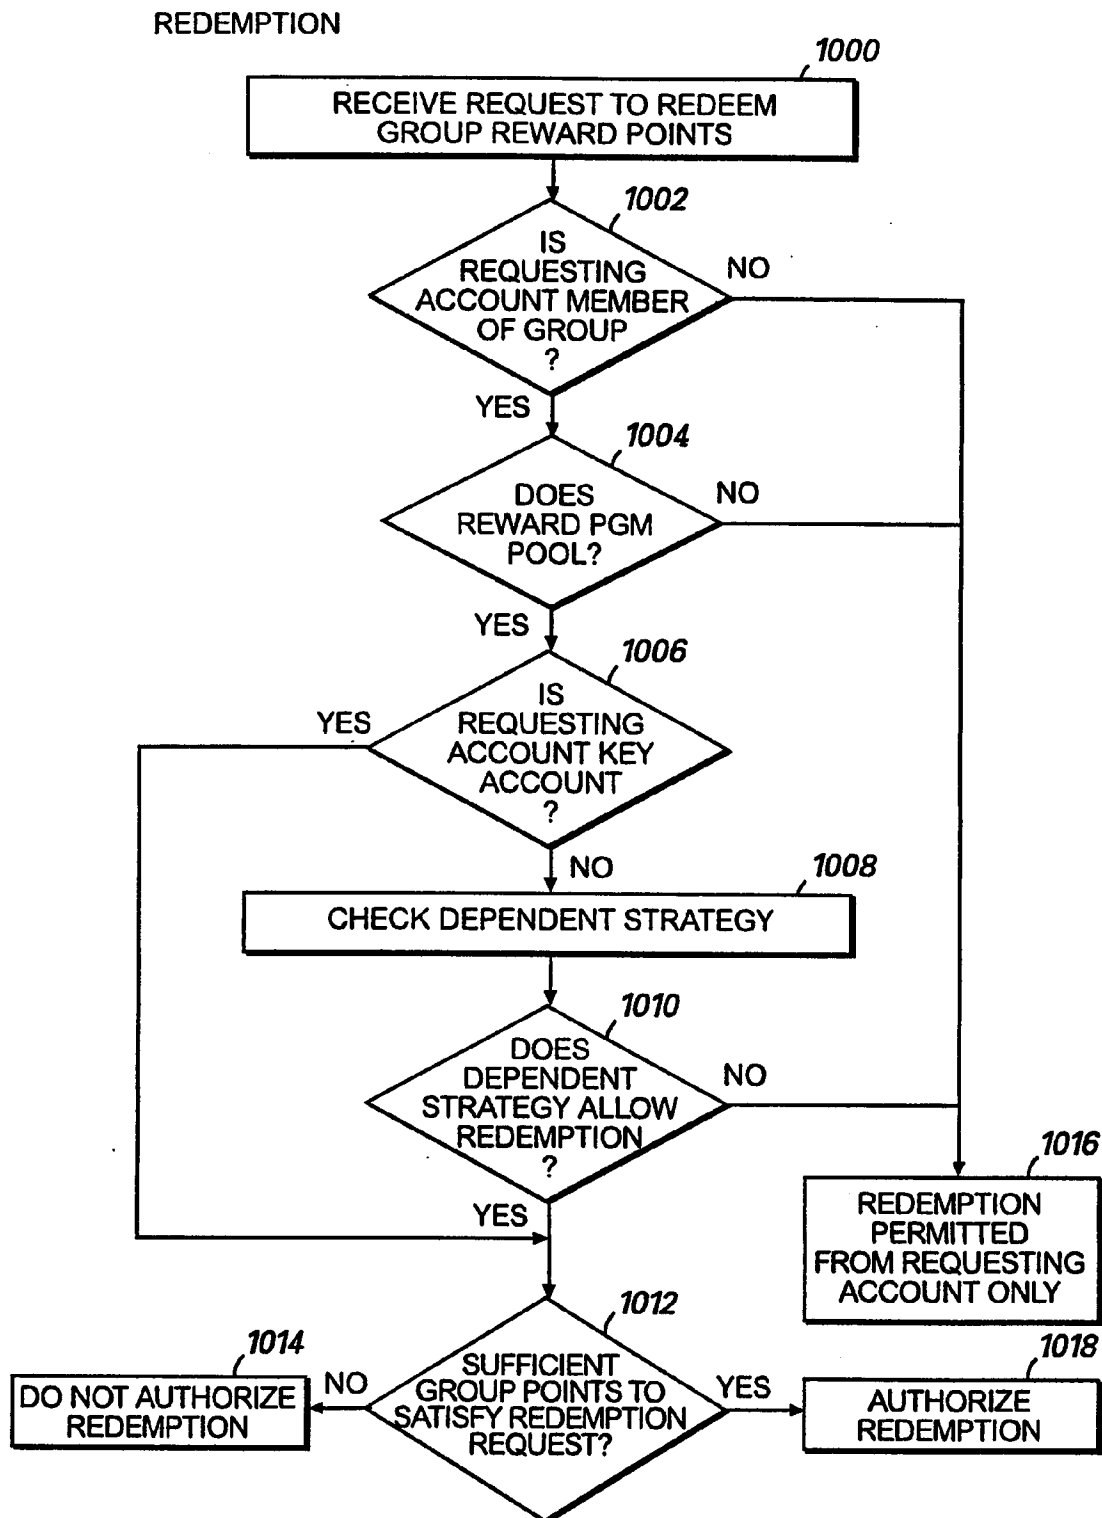 REDEMPTION
1000
RECEIVE REQUEST TO REDEEM
GROUP REWARD POINTS
1002
IS
REQUESTING
ACCOUNT MEMBER
OF GROUP
?
NO
YES
1004
DOES
REWARD PGM
POOL?
NO
YES
1006
IS
REQUESTING
ACCOUNT KEY
ACCOUNT
?
YES
NO
1008
CHECK DEPENDENT STRATEGY
1010
DOES
DEPENDENT
STRATEGY ALLOW
REDEMPTION
?
NO
YES
1016
REDEMPTION
PERMITTED
FROM REQUESTING
ACCOUNT ONLY
1012
SUFFICIENT
GROUP POINTS TO
SATISFY REDEMPTION
REQUEST?
NO
1014
DO NOT AUTHORIZE
REDEMPTION
YES
1018
AUTHORIZE
REDEMPTION